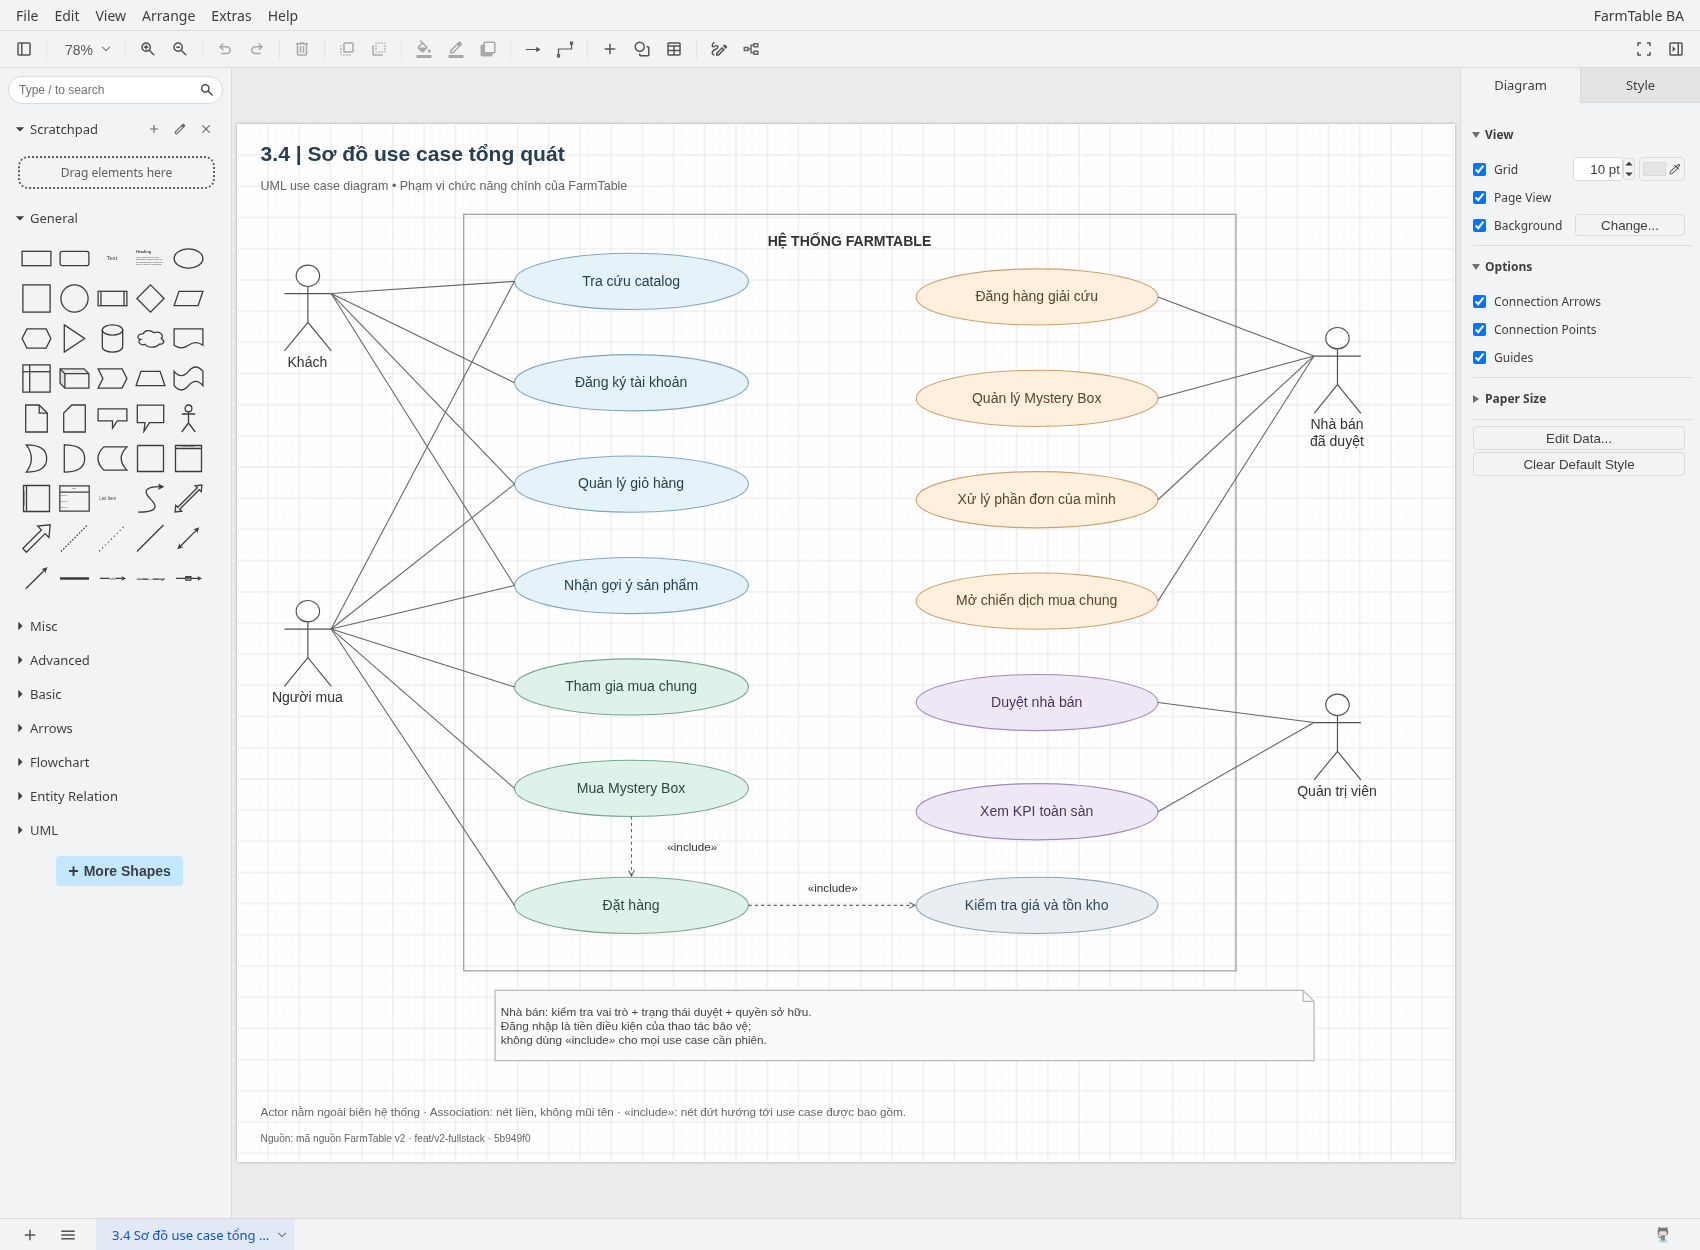 File Edit View Arrange Extras Help
FarmTable BA
78%
Type / to search
Scratchpad
Drag elements here
General
Text
Heading
List Item
Misc
Advanced
Basic
Arrows
Flowchart
Entity Relation
UML
+ More Shapes
3.4 | Sơ đồ use case tổng quát
UML use case diagram • Phạm vi chức năng chính của FarmTable
HỆ THỐNG FARMTABLE
Tra cứu catalog
Đăng hàng giải cứu
Khách
Đăng ký tài khoản
Quản lý Mystery Box
Nhà bán
đã duyệt
Quản lý giỏ hàng
Xử lý phần đơn của mình
Nhận gợi ý sản phẩm
Mở chiến dịch mua chung
Người mua
Tham gia mua chung
Duyệt nhà bán
Mua Mystery Box
Xem KPI toàn sàn
Quản trị viên
«include»
«include»
Đặt hàng
Kiểm tra giá và tồn kho
Nhà bán: kiểm tra vai trò + trạng thái duyệt + quyền sở hữu.
Đăng nhập là tiền điều kiện của thao tác bảo vệ;
không dùng «include» cho mọi use case cần phiên.
Actor nằm ngoài biên hệ thống · Association: nét liền, không mũi tên · «include»: nét đứt hướng tới use case được bao gồm.
Nguồn: mã nguồn FarmTable v2 · feat/v2-fullstack · 5b949f0
Diagram
Style
View
Grid
10 pt
Page View
Background
Change...
Options
Connection Arrows
Connection Points
Guides
Paper Size
Edit Data...
Clear Default Style
3.4 Sơ đồ use case tổng ...